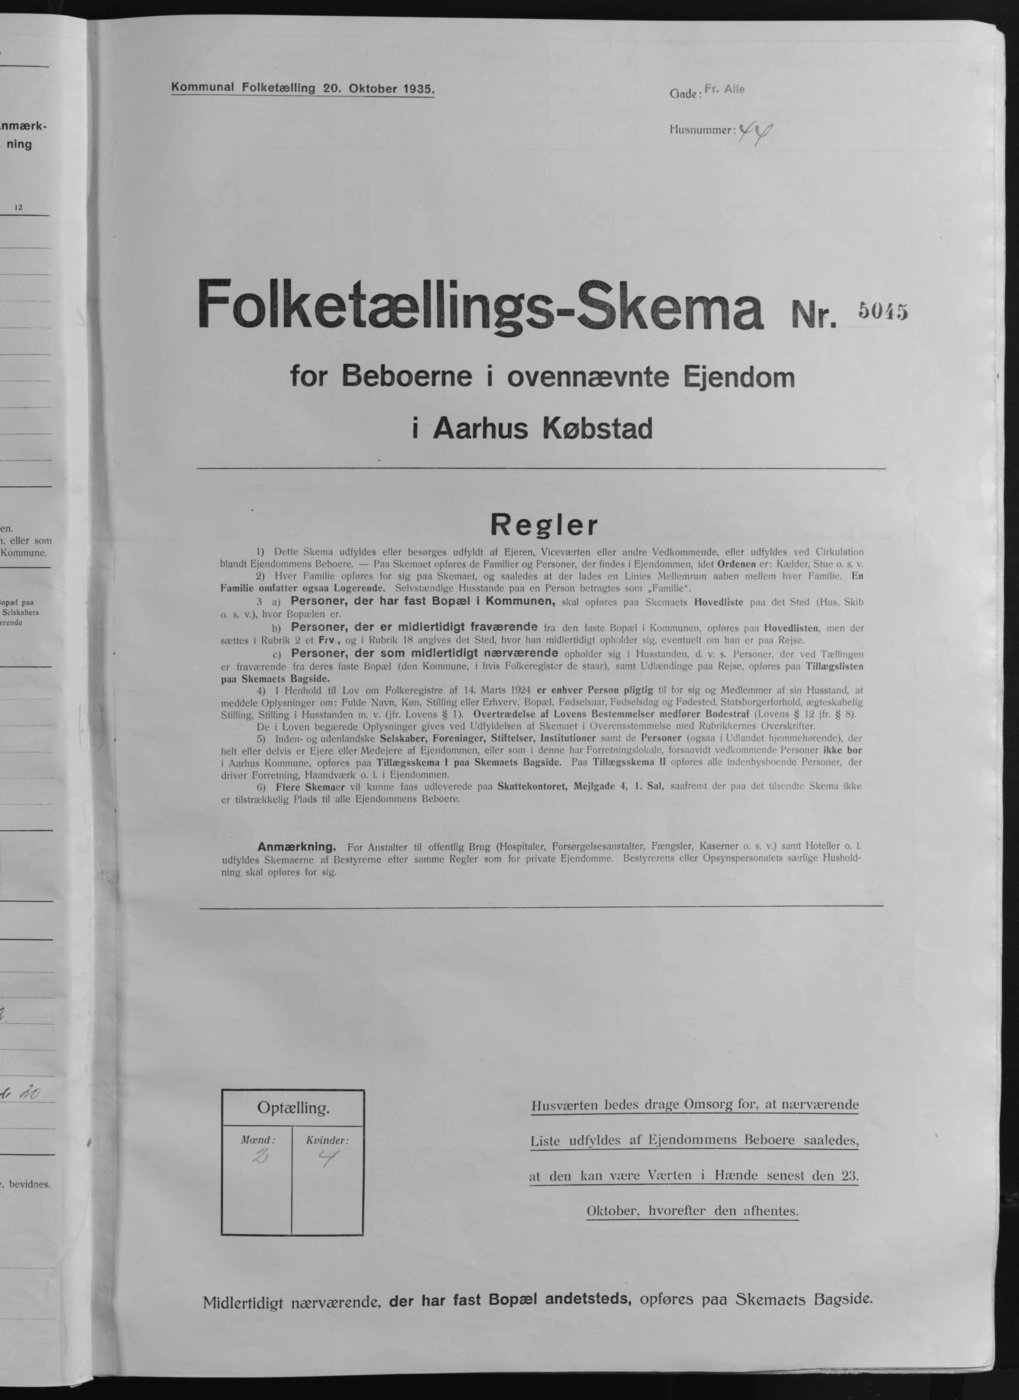 nmærk-
ning
12
en.
, eller som
Kommune.
opæl paa
Selskabers
erende
20
, bevidnes.
Kommunal Folketælling 20. Oktober 1935.
Gade: Fr. Alle
Husnummer: 44
Folketællings-Skema Nr. 5045
for Beboerne i ovennævnte Ejendom
i Aarhus Købstad
Regler
1) Dette Skema udfyldes eller besørges udfyldt af Ejeren, Viceværten eller andre Vedkommende, eller udfyldes ved Cirkulation
blandt Ejendommens Beboere. — Paa Skemaet opføres de Familier og Personer, der findes i Ejendommen, idet Ordenen er: Kælder, Stue o. s. v.
2) Hver Familie opføres for sig paa Skemaet, og saaledes at der lades en Linies Mellemrum aaben mellem hver Familie. En
Familie omfatter ogsaa Logerende. Selvstændige Husstande paa en Person betragtes som „Familie“.
3 a) Personer, der har fast Bopæl i Kommunen, skal opføres paa Skemaets Hovedliste paa det Sted (Hus, Skib
o. s. v.), hvor Bopælen er.
b) Personer, der er midlertidigt fraværende fra den faste Bopæl i Kommunen, opføres paa Hovedlisten, men der
sættes i Rubrik 2 et Frv., og i Rubrik 18 angives det Sted, hvor han midlertidigt opholder sig, eventuelt om han er paa Rejse.
c) Personer, der som midlertidigt nærværende opholder sig i Husstanden, d. v. s. Personer, der ved Tællingen
er fraværende fra deres faste Bopæl (den Kommune, i hvis Folkeregister de staar), samt Udlændinge paa Rejse, opføres paa Tillægslisten
paa Skemaets Bagside.
4) I Henhold til Lov om Folkeregistre af 14. Marts 1924 er enhver Person pligtig til for sig og Medlemmer af sin Husstand, at
meddele Oplysninger om: Fulde Navn, Køn, Stilling eller Erhverv, Bopæl, Fødselsaar, Fødselsdag og Fødested, Statsborgerforhold, ægteskabelig
Stilling, Stilling i Husstanden m. v. (jfr. Lovens § 1). Overtrædelse af Lovens Bestemmelser medfører Bødestraf (Lovens § 12 jfr. § 8).
De i Loven begærede Oplysninger gives ved Udfyldelsen af Skemaet i Overensstemmelse med Rubrikkernes Overskrifter.
5) Inden- og udenlandske Selskaber, Foreninger, Stiftelser, Institutioner samt de Personer (ogsaa i Udlandet hjemmehørende), der
helt eller delvis er Ejere eller Medejere af Ejendommen, eller som i denne har Forretningslokale, forsaavidt vedkommende Personer ikke bor
i Aarhus Kommune, opføres paa Tillægsskema I paa Skemaets Bagside. Paa Tillægsskema II opføres alle indenbysboende Personer, der
driver Forretning, Haandværk o. l. i Ejendommen.
6) Flere Skemaer vil kunne faas udleverede paa Skattekontoret, Mejlgade 4, 1. Sal, saafremt der paa det tilsendte Skema ikke
er tilstrækkelig Plads til alle Ejendommens Beboere.
Anmærkning. For Anstalter til offentlig Brug (Hospitaler, Forsørgelsesanstalter, Fængsler, Kaserner o. s. v.) samt Hoteller o. l.
udfyldes Skemaerne af Bestyrerne efter samme Regler som for private Ejendomme. Bestyrerens eller Opsynspersonalets særlige Hushold-
ning skal opføres for sig.
Optælling.
Mænd: Kvinder:
2 4
Husværten bedes drage Omsorg for, at nærværende
Liste udfyldes af Ejendommens Beboere saaledes,
at den kan være Værten i Hænde senest den 23.
Oktober, hvorefter den afhentes.
Midlertidigt nærværende, der har fast Bopæl andetsteds, opføres paa Skemaets Bagside.